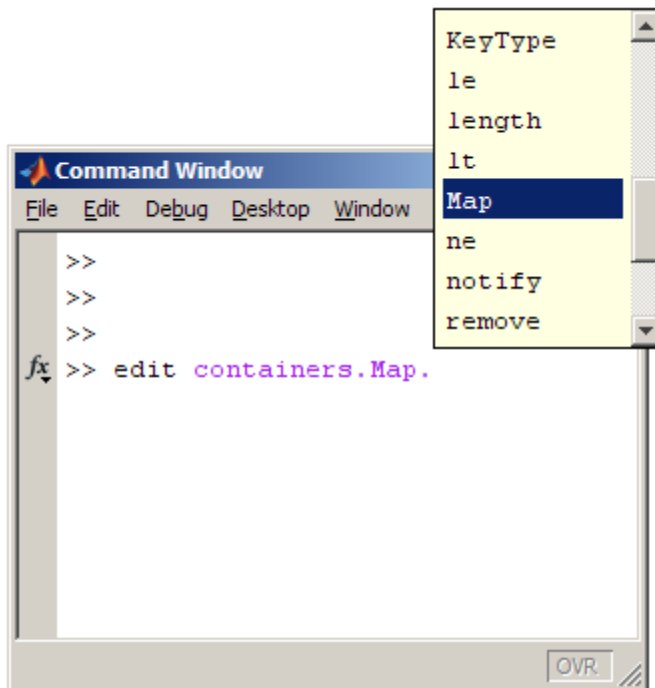 KeyType
le
length
lt
Map
ne
notify
remove
Command Window
File Edit Debug Desktop Window
>>
>>
>>
fx >> edit containers.Map.
OVR